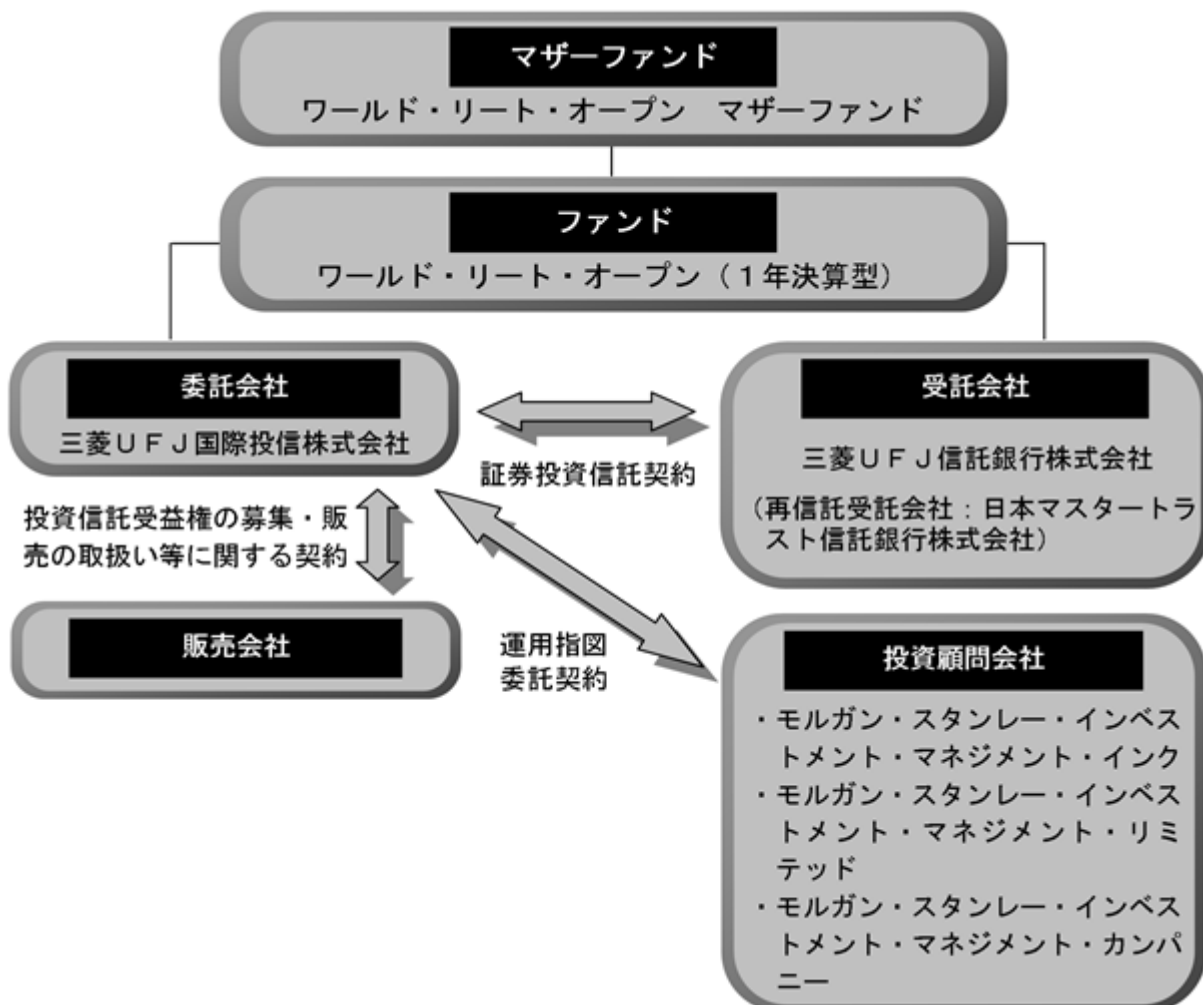 マザーファンド
ワールド・リート・オープン　マザーファンド
ファンド
ワールド・リート・オープン（１年決算型）
委託会社
三菱ＵＦＪ国際投信株式会社
受託会社
三菱ＵＦＪ信託銀行株式会社
（再信託受託会社：日本マスタートラ
スト信託銀行株式会社）
証券投資信託契約
投資信託受益権の募集・販
売の取扱い等に関する契約
販売会社
運用指図
委託契約
投資顧問会社
・モルガン・スタンレー・インベス
トメント・マネジメント・インク
・モルガン・スタンレー・インベス
トメント・マネジメント・リミ
テッド
・モルガン・スタンレー・インベス
トメント・マネジメント・カンパ
ニー